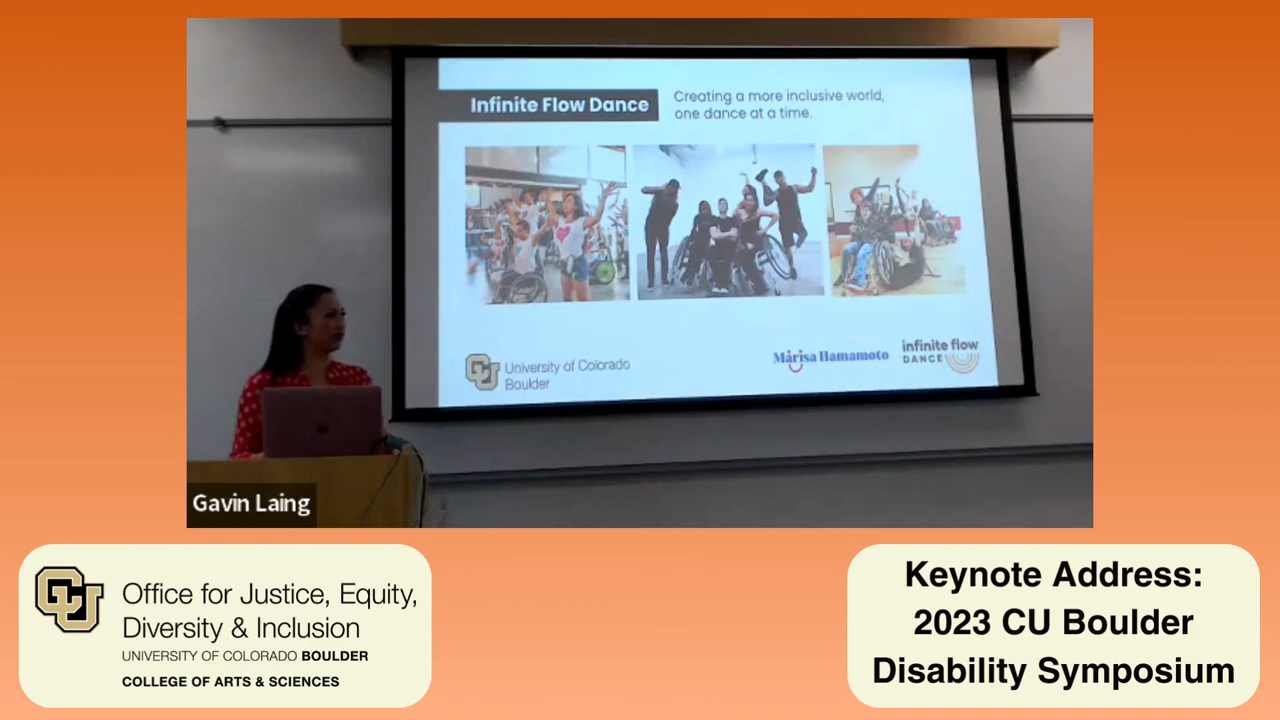 Infinite Flow Dance
Creating a more inclusive world,
one dance at a time.
University of Colorado
Boulder
Marisa Hamamoto
infinite flow
DANCE
Gavin Laing
Office for Justice, Equity,
Diversity & Inclusion
UNIVERSITY OF COLORADO BOULDER
COLLEGE OF ARTS & SCIENCES
Keynote Address:
2023 CU Boulder
Disability Symposium